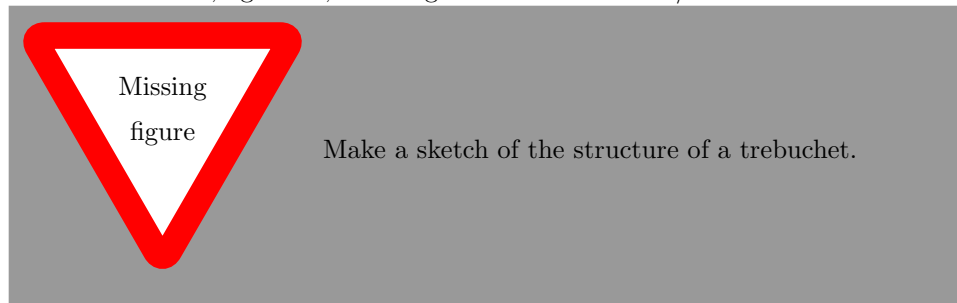 Missing
figure
Make a sketch of the structure of a trebuchet.